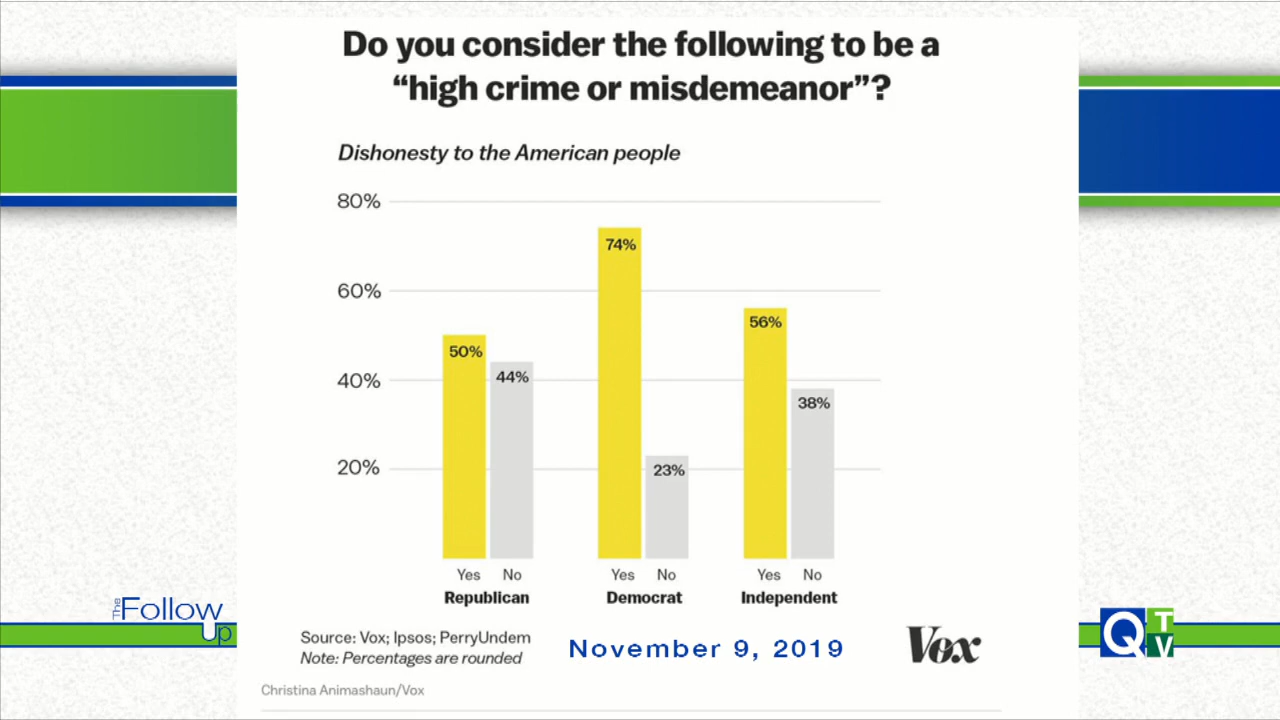 Do you consider the following to be a
“high crime or misdemeanor”?
Dishonesty to the American people
80%
60%
40%
20%
50%
44%
74%
23%
56%
38%
Yes No Yes No Yes No
Republican Democrat Independent
Source: Vox; Ipsos; PerryUndem
Note: Percentages are rounded
November 9, 2019
Vox
Christina Animashaun/Vox
The Follow Up
Q TV